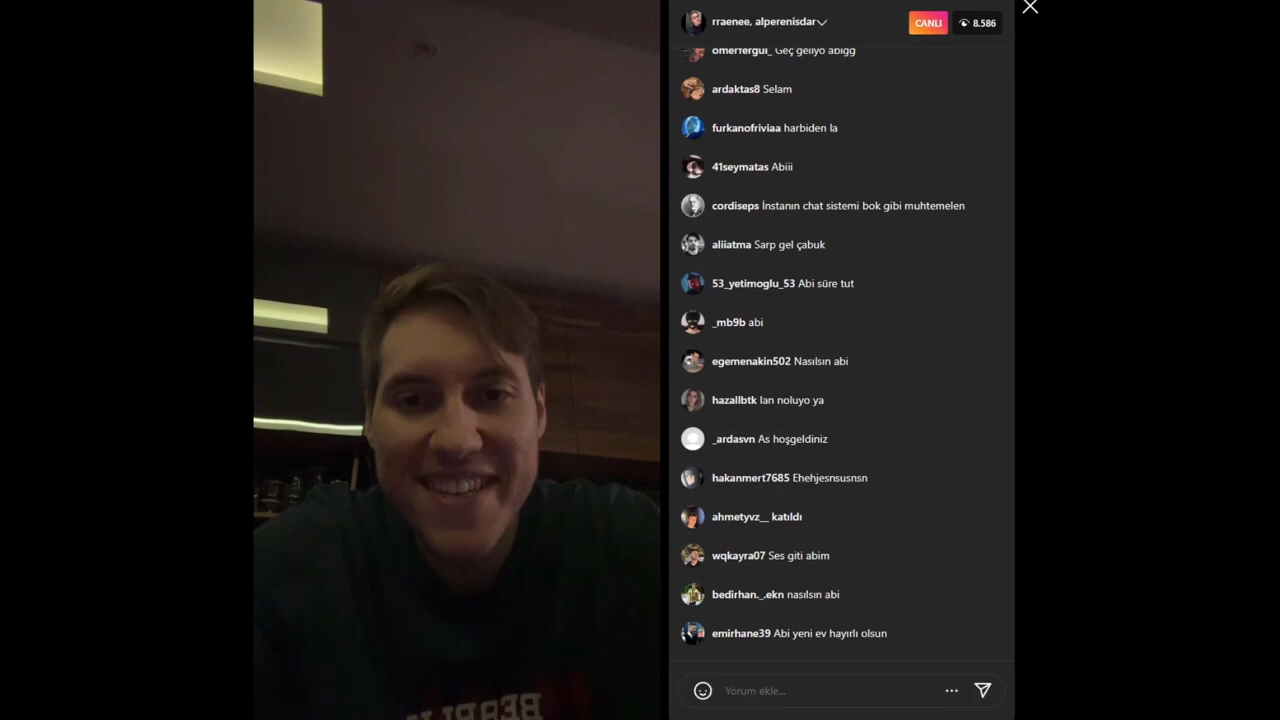 rraenee, alperenisdar
CANLI
8.586
omerfergul_ Geç geliyo abigg
ardaktas8 Selam
furkanofriviaa harbiden la
41seymatas Abiii
cordiseps İnstanın chat sistemi bok gibi muhtemelen
aliiatma Sarp gel çabuk
53_yetimoglu_53 Abi süre tut
_mb9b abi
egemenakin502 Nasılsın abi
hazallbtk lan noluyo ya
_ardasvn As hoşgeldiniz
hakanmert7685 Ehehjesnsusnsn
ahmetyvz__ katıldı
wqkayra07 Ses giti abim
bedirhan._.ekn nasılsın abi
emirhane39 Abi yeni ev hayırlı olsun
Yorum ekle...